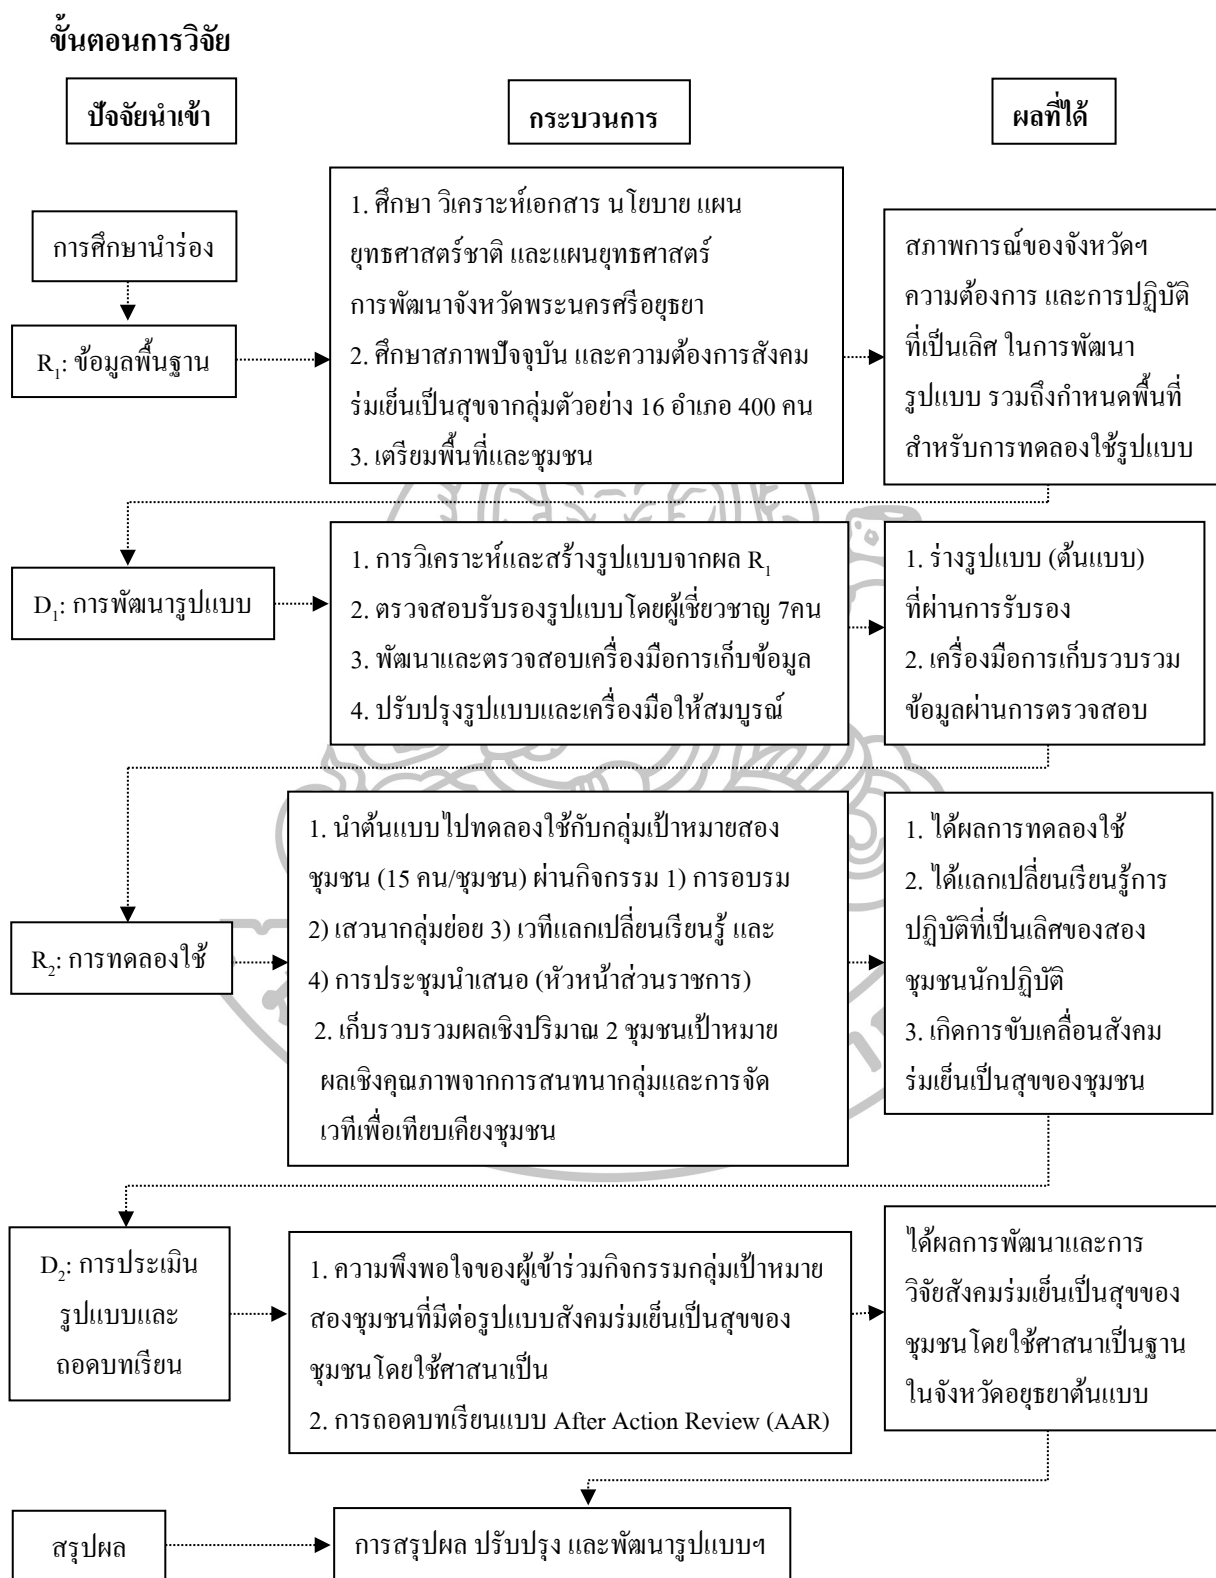 ขั้นตอนการวิจัย
ปัจจัยนำเข้า
กระบวนการ
ผลที่ได้
การศึกษานำร่อง
R₁: ข้อมูลพื้นฐาน
1. ศึกษา วิเคราะห์เอกสาร นโยบาย แผน
ยุทธศาสตร์ชาติ และแผนยุทธศาสตร์
การพัฒนาจังหวัดพระนครศรีอยุธยา
2. ศึกษาสภาพปัจจุบัน และความต้องการสังคม
ร่มเย็นเป็นสุขจากลุ่มตัวอย่าง 16 อำเภอ 400 คน
3. เตรียมพื้นที่และชุมชน
สภาพการณ์ของจังหวัดฯ
ความต้องการ และการปฏิบัติ
ที่เป็นเลิศ ในการพัฒนา
รูปแบบ รวมถึงกำหนดพื้นที่
สำหรับการทดลองใช้รูปแบบ
D₁: การพัฒนารูปแบบ
1. การวิเคราะห์และสร้างรูปแบบจากผล R₁
2. ตรวจสอบรับรองรูปแบบโดยผู้เชี่ยวชาญ 7คน
3. พัฒนาและตรวจสอบเครื่องมือการเก็บข้อมูล
4. ปรับปรุงรูปแบบและเครื่องมือให้สมบูรณ์
1. ร่างรูปแบบ (ต้นแบบ)
ที่ผ่านการรับรอง
2. เครื่องมือการเก็บรวบรวม
ข้อมูลผ่านการตรวจสอบ
R₂: การทดลองใช้
1. นำต้นแบบไปทดลองใช้กับกลุ่มเป้าหมายสอง
ชุมชน (15 คน/ชุมชน) ผ่านกิจกรรม 1) การอบรม
2) เสวนากลุ่มย่อย 3) เวทีแลกเปลี่ยนเรียนรู้ และ
4) การประชุมนำเสนอ (หัวหน้าส่วนราชการ)
2. เก็บรวบรวมผลเชิงปริมาณ 2 ชุมชนเป้าหมาย
ผลเชิงคุณภาพจากการสนทนากลุ่มและการจัด
เวทีเพื่อเทียบเคียงชุมชน
1. ได้ผลการทดลองใช้
2. ได้แลกเปลี่ยนเรียนรู้การ
ปฏิบัติที่เป็นเลิศของสอง
ชุมชนนักปฏิบัติ
3. เกิดการขับเคลื่อนสังคม
ร่มเย็นเป็นสุขของชุมชน
D₂: การประเมิน
รูปแบบและ
ถอดบทเรียน
1. ความพึงพอใจของผู้เข้าร่วมกิจกรรมกลุ่มเป้าหมาย
สองชุมชนที่มีต่อรูปแบบสังคมร่มเย็นเป็นสุขของ
ชุมชนโดยใช้ศาสนาเป็น
2. การถอดบทเรียนแบบ After Action Review (AAR)
ได้ผลการพัฒนาและการ
วิจัยสังคมร่มเย็นเป็นสุขของ
ชุมชนโดยใช้ศาสนาเป็นฐาน
ในจังหวัดอยุธยาต้นแบบ
สรุปผล
การสรุปผล ปรับปรุง และพัฒนารูปแบบฯ